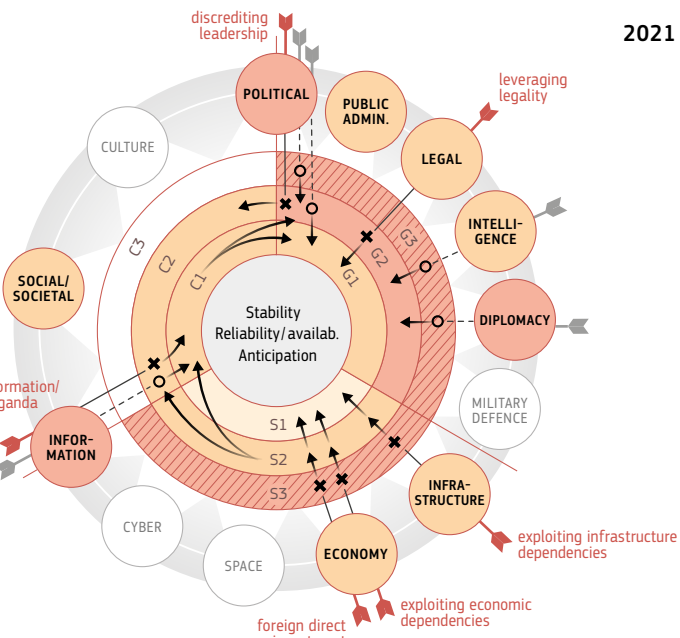 2021
discrediting
leadership
POLITICAL
PUBLIC
ADMIN.
leveraging
legality
CULTURE
LEGAL
INTELLI-
GENCE
C3
C2
C1
G3
G2
G1
SOCIAL/
SOCIETAL
Stability
Reliability/availab.
Anticipation
DIPLOMACY
MILITARY
DEFENCE
ormation/
ganda
INFOR-
MATION
S1
S2
S3
INFRA-
STRUCTURE
CYBER
SPACE
ECONOMY
exploiting infrastructure
dependencies
exploiting economic
dependencies
foreign direct